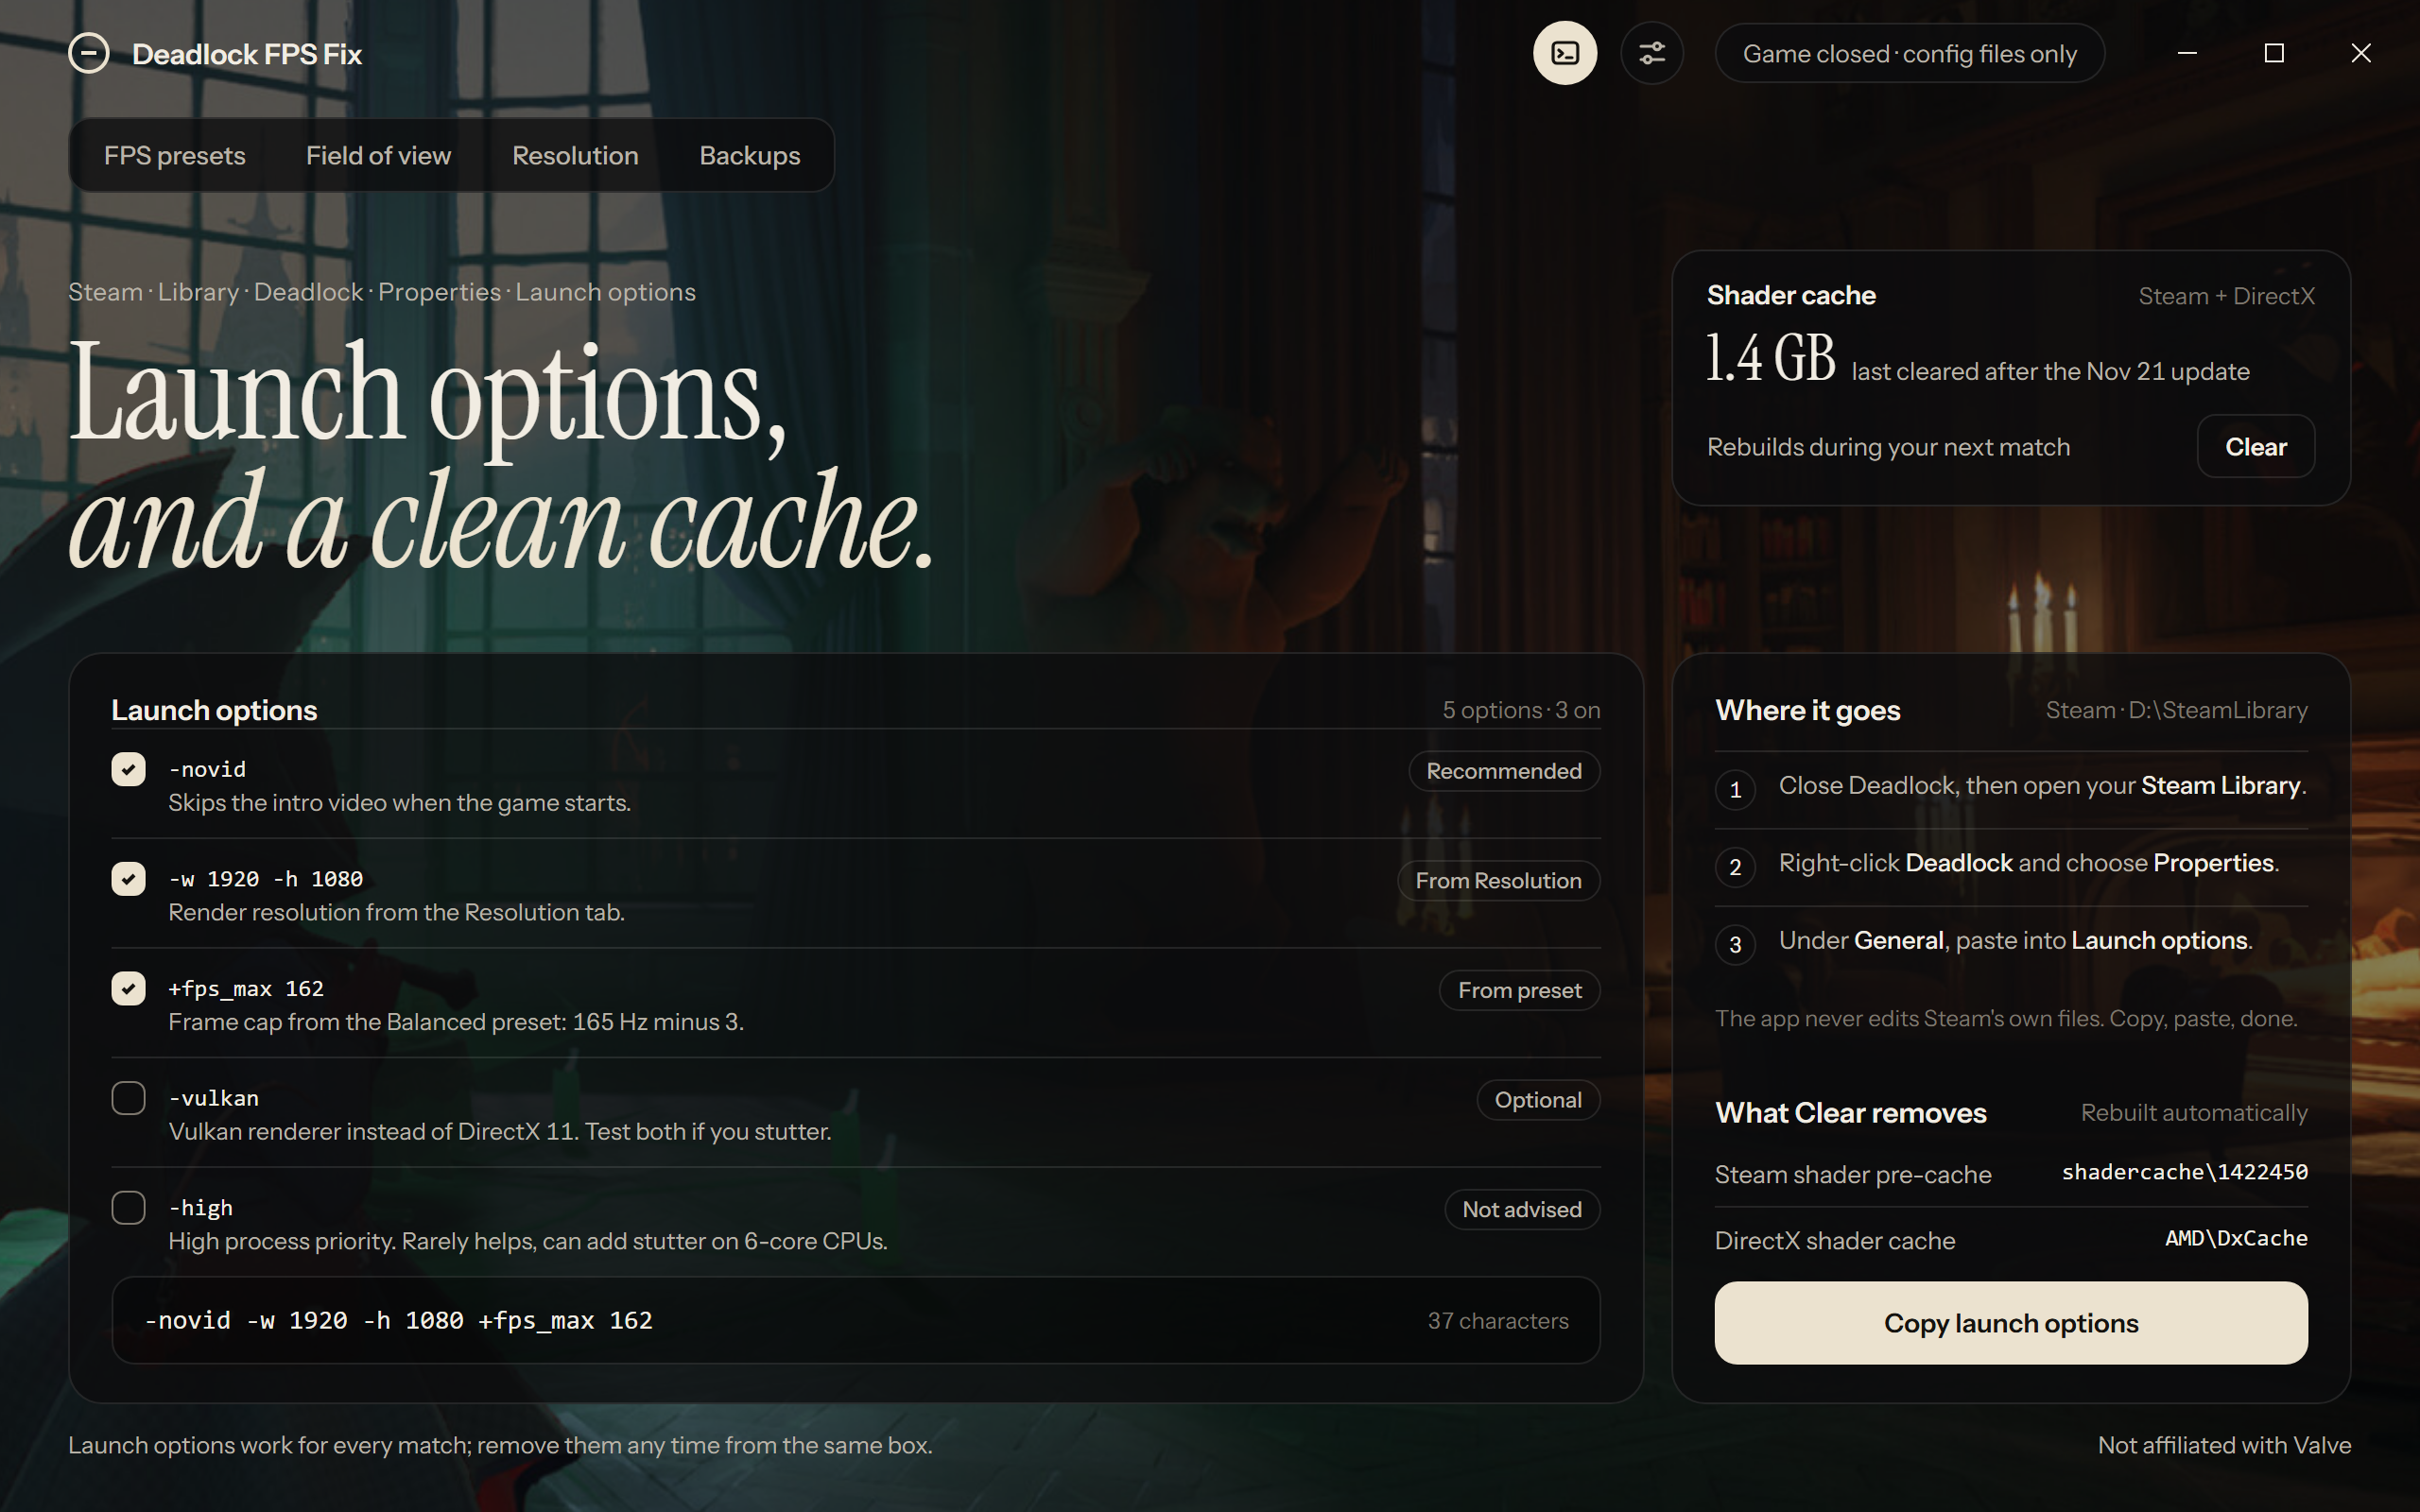 Deadlock FPS Fix
Game closed · config files only
FPS presets
Field of view
Resolution
Backups
Steam · Library · Deadlock · Properties · Launch options
Launch options,
and a clean cache.
Shader cache
Steam + DirectX
1.4 GB last cleared after the Nov 21 update
Rebuilds during your next match
Clear
Launch options
5 options · 3 on
-novid
Skips the intro video when the game starts.
Recommended
-w 1920 -h 1080
Render resolution from the Resolution tab.
From Resolution
+fps_max 162
Frame cap from the Balanced preset: 165 Hz minus 3.
From preset
-vulkan
Vulkan renderer instead of DirectX 11. Test both if you stutter.
Optional
-high
High process priority. Rarely helps, can add stutter on 6-core CPUs.
Not advised
-novid -w 1920 -h 1080 +fps_max 162
37 characters
Where it goes
Steam · D:\SteamLibrary
1 Close Deadlock, then open your Steam Library.
2 Right-click Deadlock and choose Properties.
3 Under General, paste into Launch options.
The app never edits Steam's own files. Copy, paste, done.
What Clear removes
Rebuilt automatically
Steam shader pre-cache
shadercache\1422450
DirectX shader cache
AMD\DxCache
Copy launch options
Launch options work for every match; remove them any time from the same box.
Not affiliated with Valve